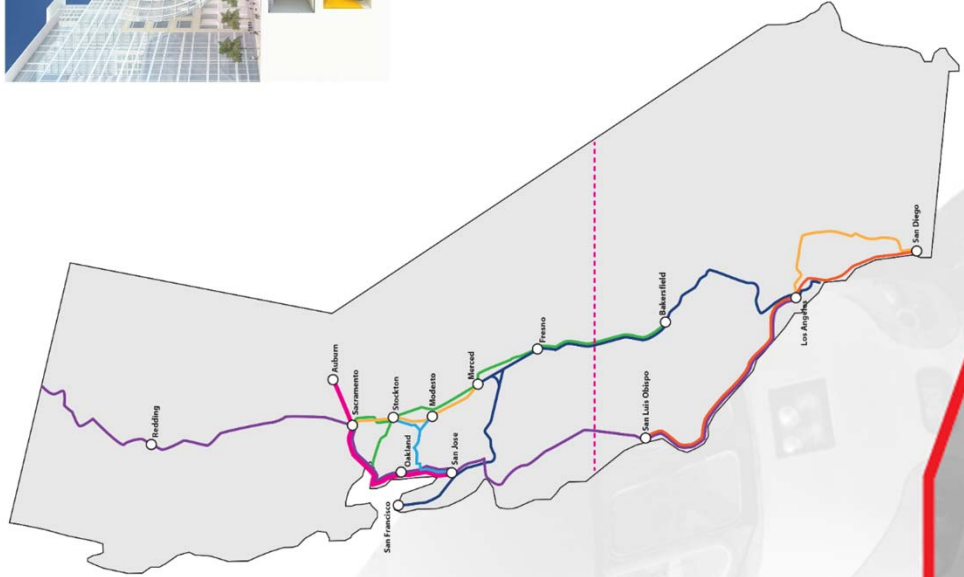 Redding
Auburn
Sacramento
Stockton
Modesto
Oakland
San Jose
San Francisco
Merced
Fresno
Bakersfield
San Luis Obispo
Los Angeles
San Diego